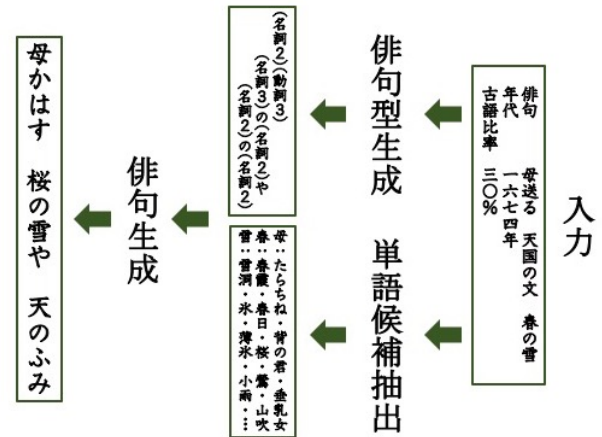 入力
俳句　母送る　天国の文　春の雪
年代　一六七四年
古語比率　三〇％
俳句型生成
単語候補抽出
(名詞2)(動詞3)
(名詞3)の(名詞2)や
(名詞2)の(名詞2)
母：たらちね・背の君・垂乳女
春：春霞・春日・桜・鶯・山吹
雪：雪洞・氷・薄氷・小雨・…
俳句生成
母かはす　桜の雪や　天のふみ